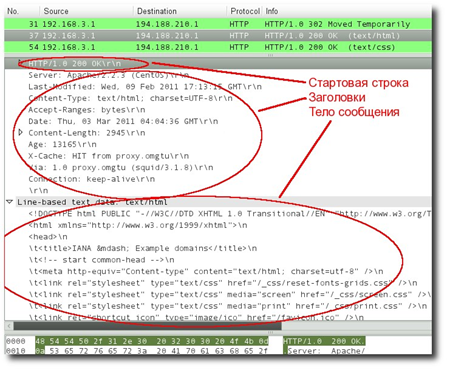 No. Source Destination Protocol Info
31 192.168.3.1 194.188.210.1 HTTP HTTP/1.0 302 Moved Temporarily
37 192.168.3.1 194.188.210.1 HTTP HTTP/1.0 200 OK (text/html)
54 192.168.3.1 194.188.210.1 HTTP HTTP/1.0 200 OK (text/css)
HTTP/1.0 200 OK\r\n
Стартовая строка
Server: Apache/2.2.3 (CentOS)\r\n
Заголовки
Last-Modified: Wed, 09 Feb 2011 17:13:15 GMT\r\n
Тело сообщения
Content-Type: text/html; charset=UTF-8\r\n
Accept-Ranges: bytes\r\n
Date: Thu, 03 Mar 2011 04:04:36 GMT\r\n
Content-Length: 2945\r\n
Age: 13165\r\n
X-Cache: HIT from proxy.omgtu\r\n
Via: 1.0 proxy.omgtu (squid/3.1.8)\r\n
Connection: keep-alive\r\n
\r\n
Line-based text data: text/html
<!DOCTYPE html PUBLIC "-//W3C//DTD XHTML 1.0 Transitional//EN" "http://www.w3.org/T
<html xmlns="http://www.w3.org/1999/xhtml">\n
<head>\n
\t<title>IANA &mdash; Example domains</title>\n
\t<!-- start common-head -->\n
\t<meta http-equiv="Content-type" content="text/html; charset=utf-8" />\n
\t<link rel="stylesheet" type="text/css" href="/_css/reset-fonts-grids.css" />\n
\t<link rel="stylesheet" type="text/css" media="screen" href="/_css/screen.css" />\n
\t<link rel="stylesheet" type="text/css" media="print" href="/_css/print.css" />\n
\t<link rel="shortcut icon" type="image/ico" href="/favicon.ico" />\n
0000 48 54 54 50 2f 31 2e 30 20 32 30 30 20 4f 4b 0d HTTP/1.0 200 OK.
0010 0a 53 65 72 76 65 72 3a 20 41 70 61 63 68 65 2f .Server: Apache/